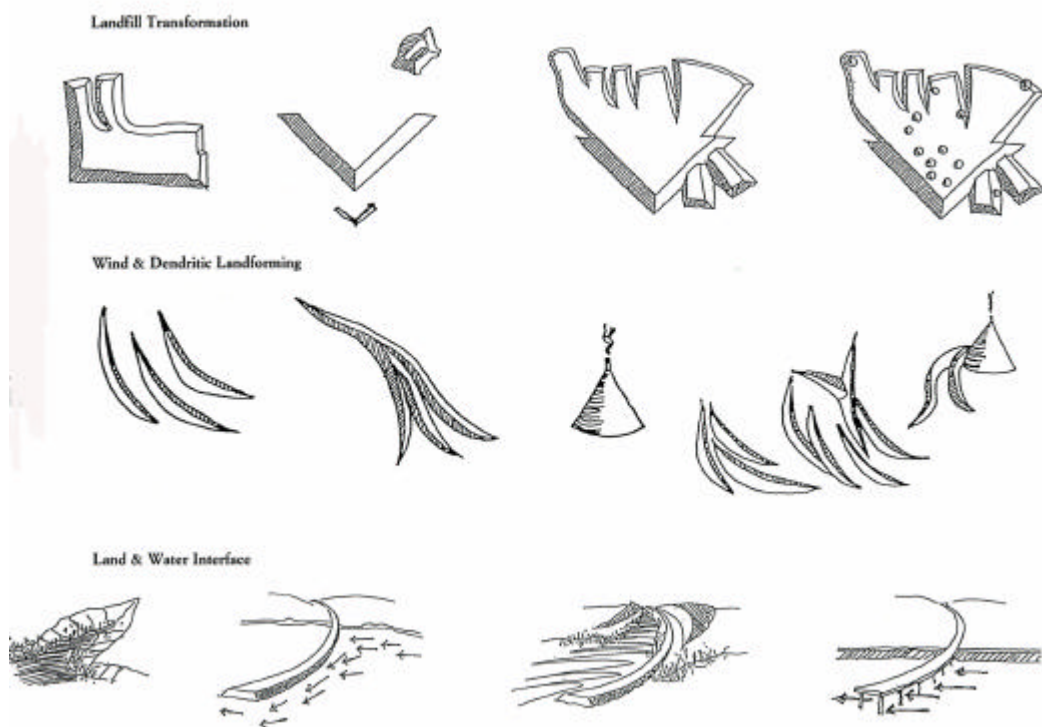 Landfill Transformation
Wind & Dendritic Landforming
Land & Water Interface